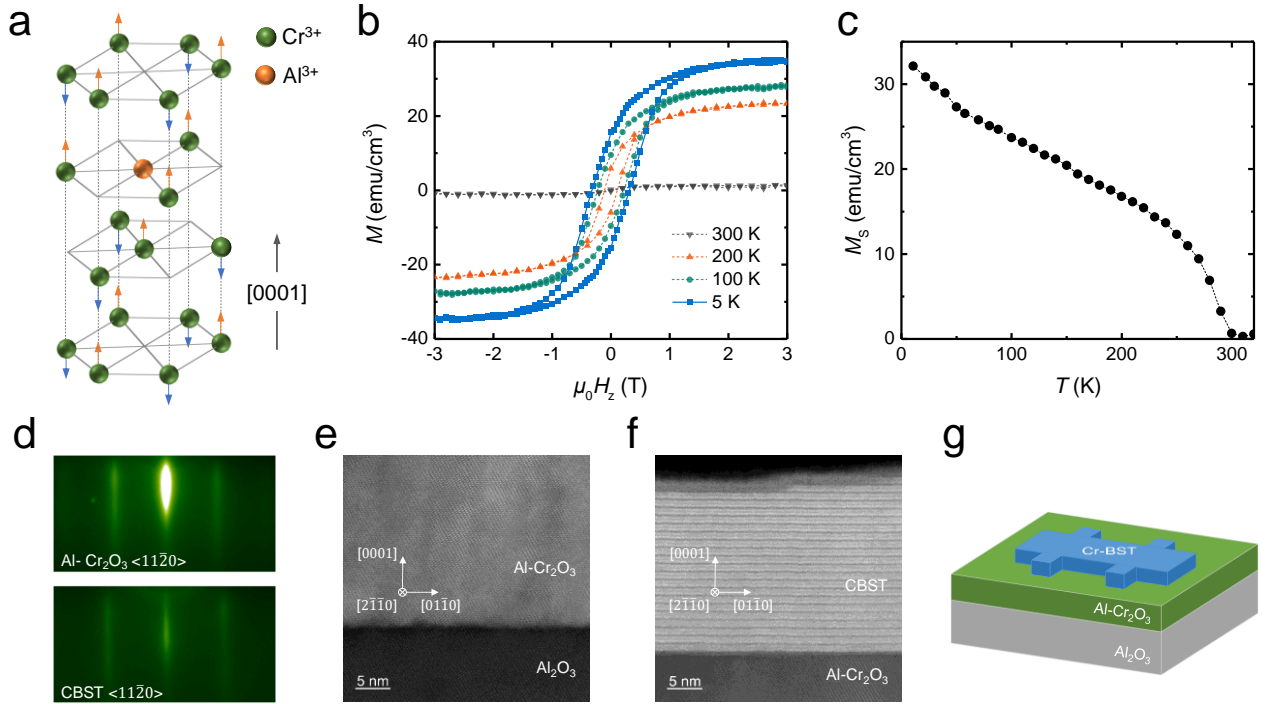 a
Cr³⁺
Al³⁺
[0001]
b
M (emu/cm³)
40
20
0
-20
-40
-3
-2
-1
0
1
2
3
μ₀Hz (T)
300 K
200 K
100 K
5 K
c
Mₛ (emu/cm³)
30
20
10
0
100
200
300
T (K)
d
Al- Cr₂O₃ <112̄0>
CBST <112̄0>
e
[0001]
Al-Cr₂O₃
[21̄1̄0]
[011̄0]
Al₂O₃
5 nm
f
[0001]
CBST
[21̄1̄0]
[011̄0]
5 nm
Al-Cr₂O₃
g
Cr-BST
Al-Cr₂O₃
Al₂O₃